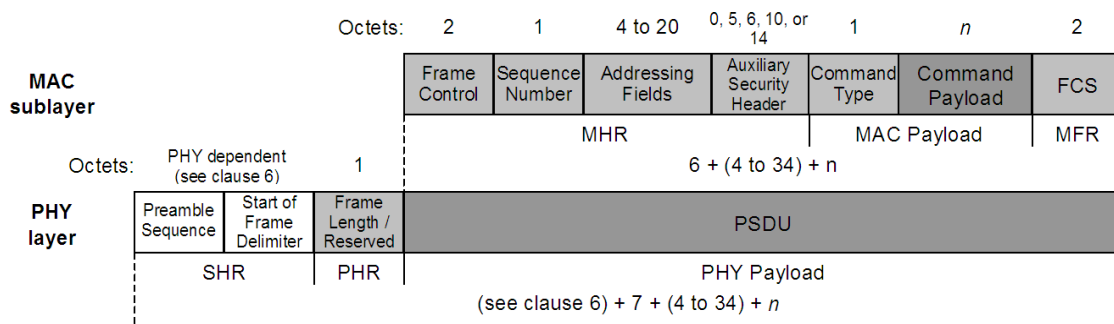 Octets: 2 1 4 to 20 0, 5, 6, 10, or 14 1 n 2
MAC sublayer
Frame Control
Sequence Number
Addressing Fields
Auxiliary Security Header
Command Type
Command Payload
FCS
MHR MAC Payload MFR
Octets: PHY dependent (see clause 6) 1 6 + (4 to 34) + n
PHY layer
Preamble Sequence
Start of Frame Delimiter
Frame Length / Reserved
PSDU
SHR PHR PHY Payload
(see clause 6) + 7 + (4 to 34) + n